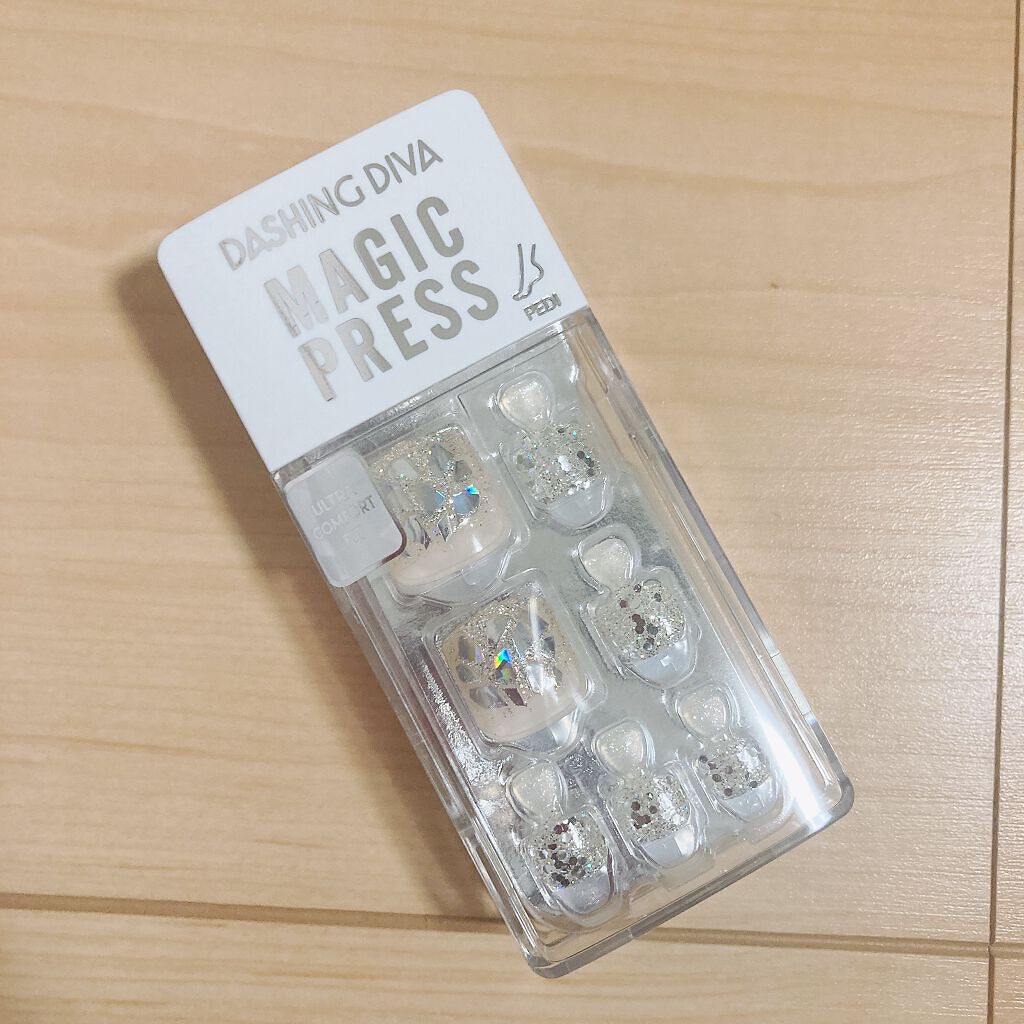 DASHING DIVA
MAGIC
PRESS
PEDI
ULTRA
COMFORT
FIT